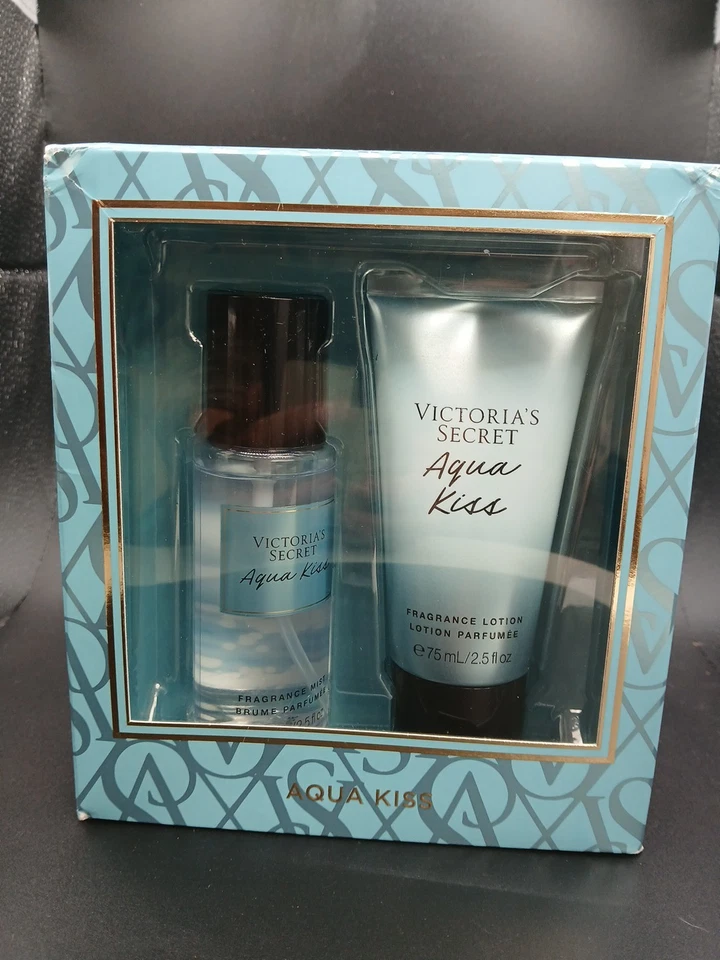 VICTORIA'S
SECRET
Aqua Kiss
FRAGRANCE MIST
BRUME PARFUMÉE
VICTORIA'S
SECRET
Aqua
Kiss
FRAGRANCE LOTION
LOTION PARFUMÉE
℮75 mL/2.5 fl oz
AQUA KISS